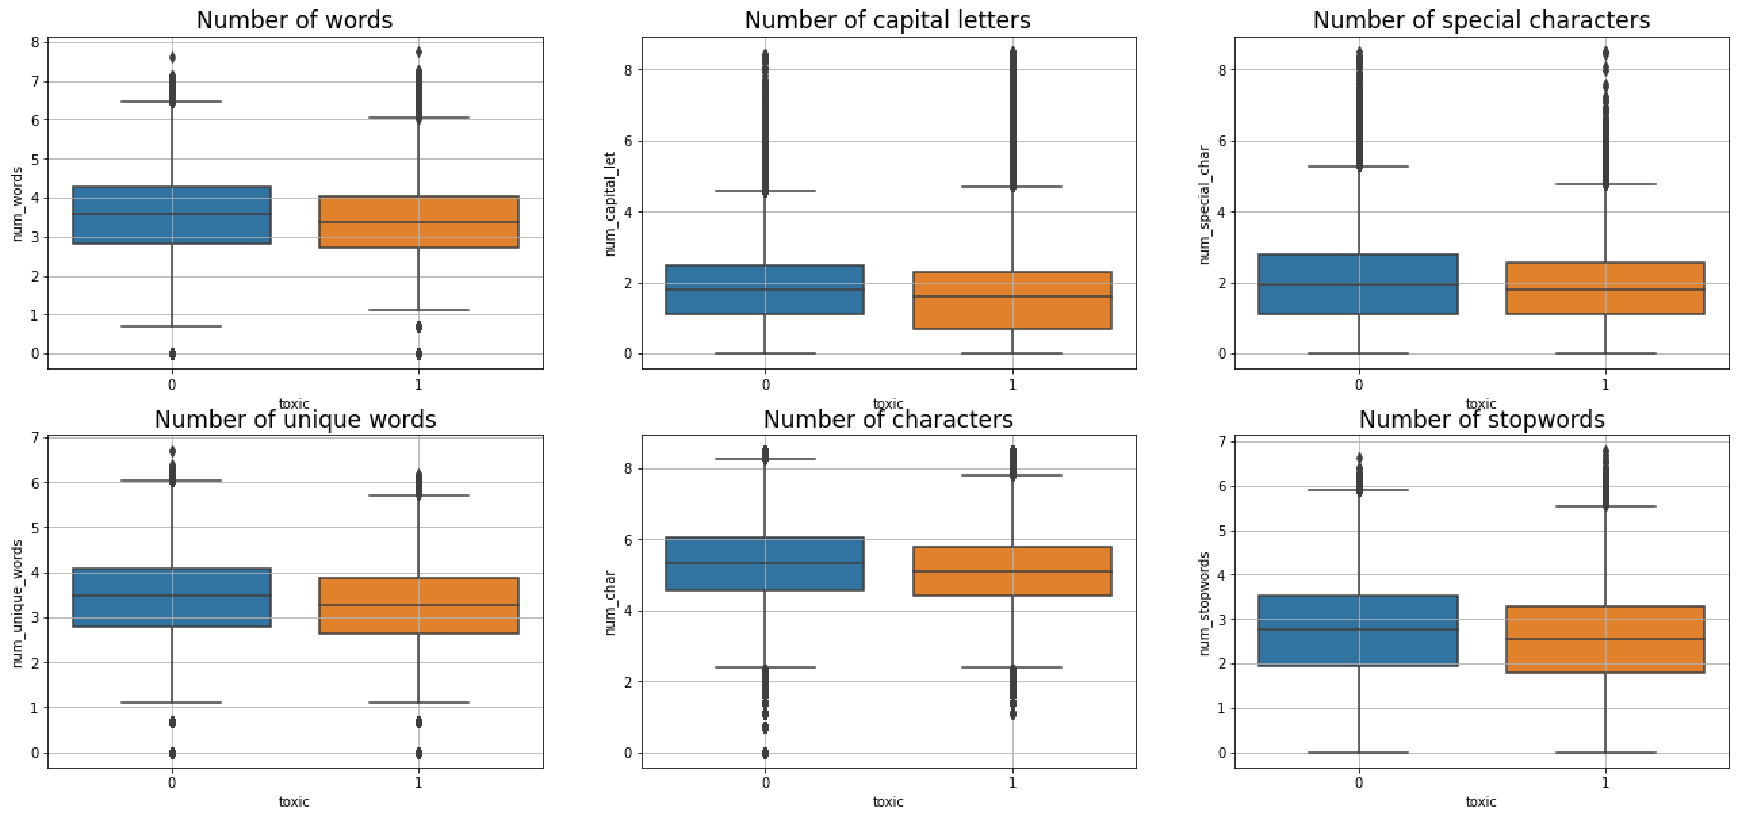 Number of words
8
7
6
5
4
3
2
1
0
num_words
0
1
toxic
Number of capital letters
8
6
4
2
0
num_capital_let
0
1
toxic
Number of special characters
8
6
4
2
0
num_special_char
0
1
toxic
Number of unique words
7
6
5
4
3
2
1
0
num_unique_words
0
1
toxic
Number of characters
8
6
4
2
0
num_char
0
1
toxic
Number of stopwords
7
6
5
4
3
2
1
0
num_stopwords
0
1
toxic